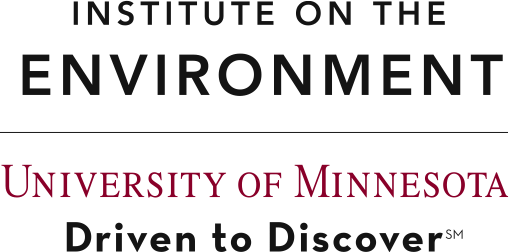 INSTITUTE ON THE
ENVIRONMENT
UNIVERSITY OF MINNESOTA
Driven to Discover℠